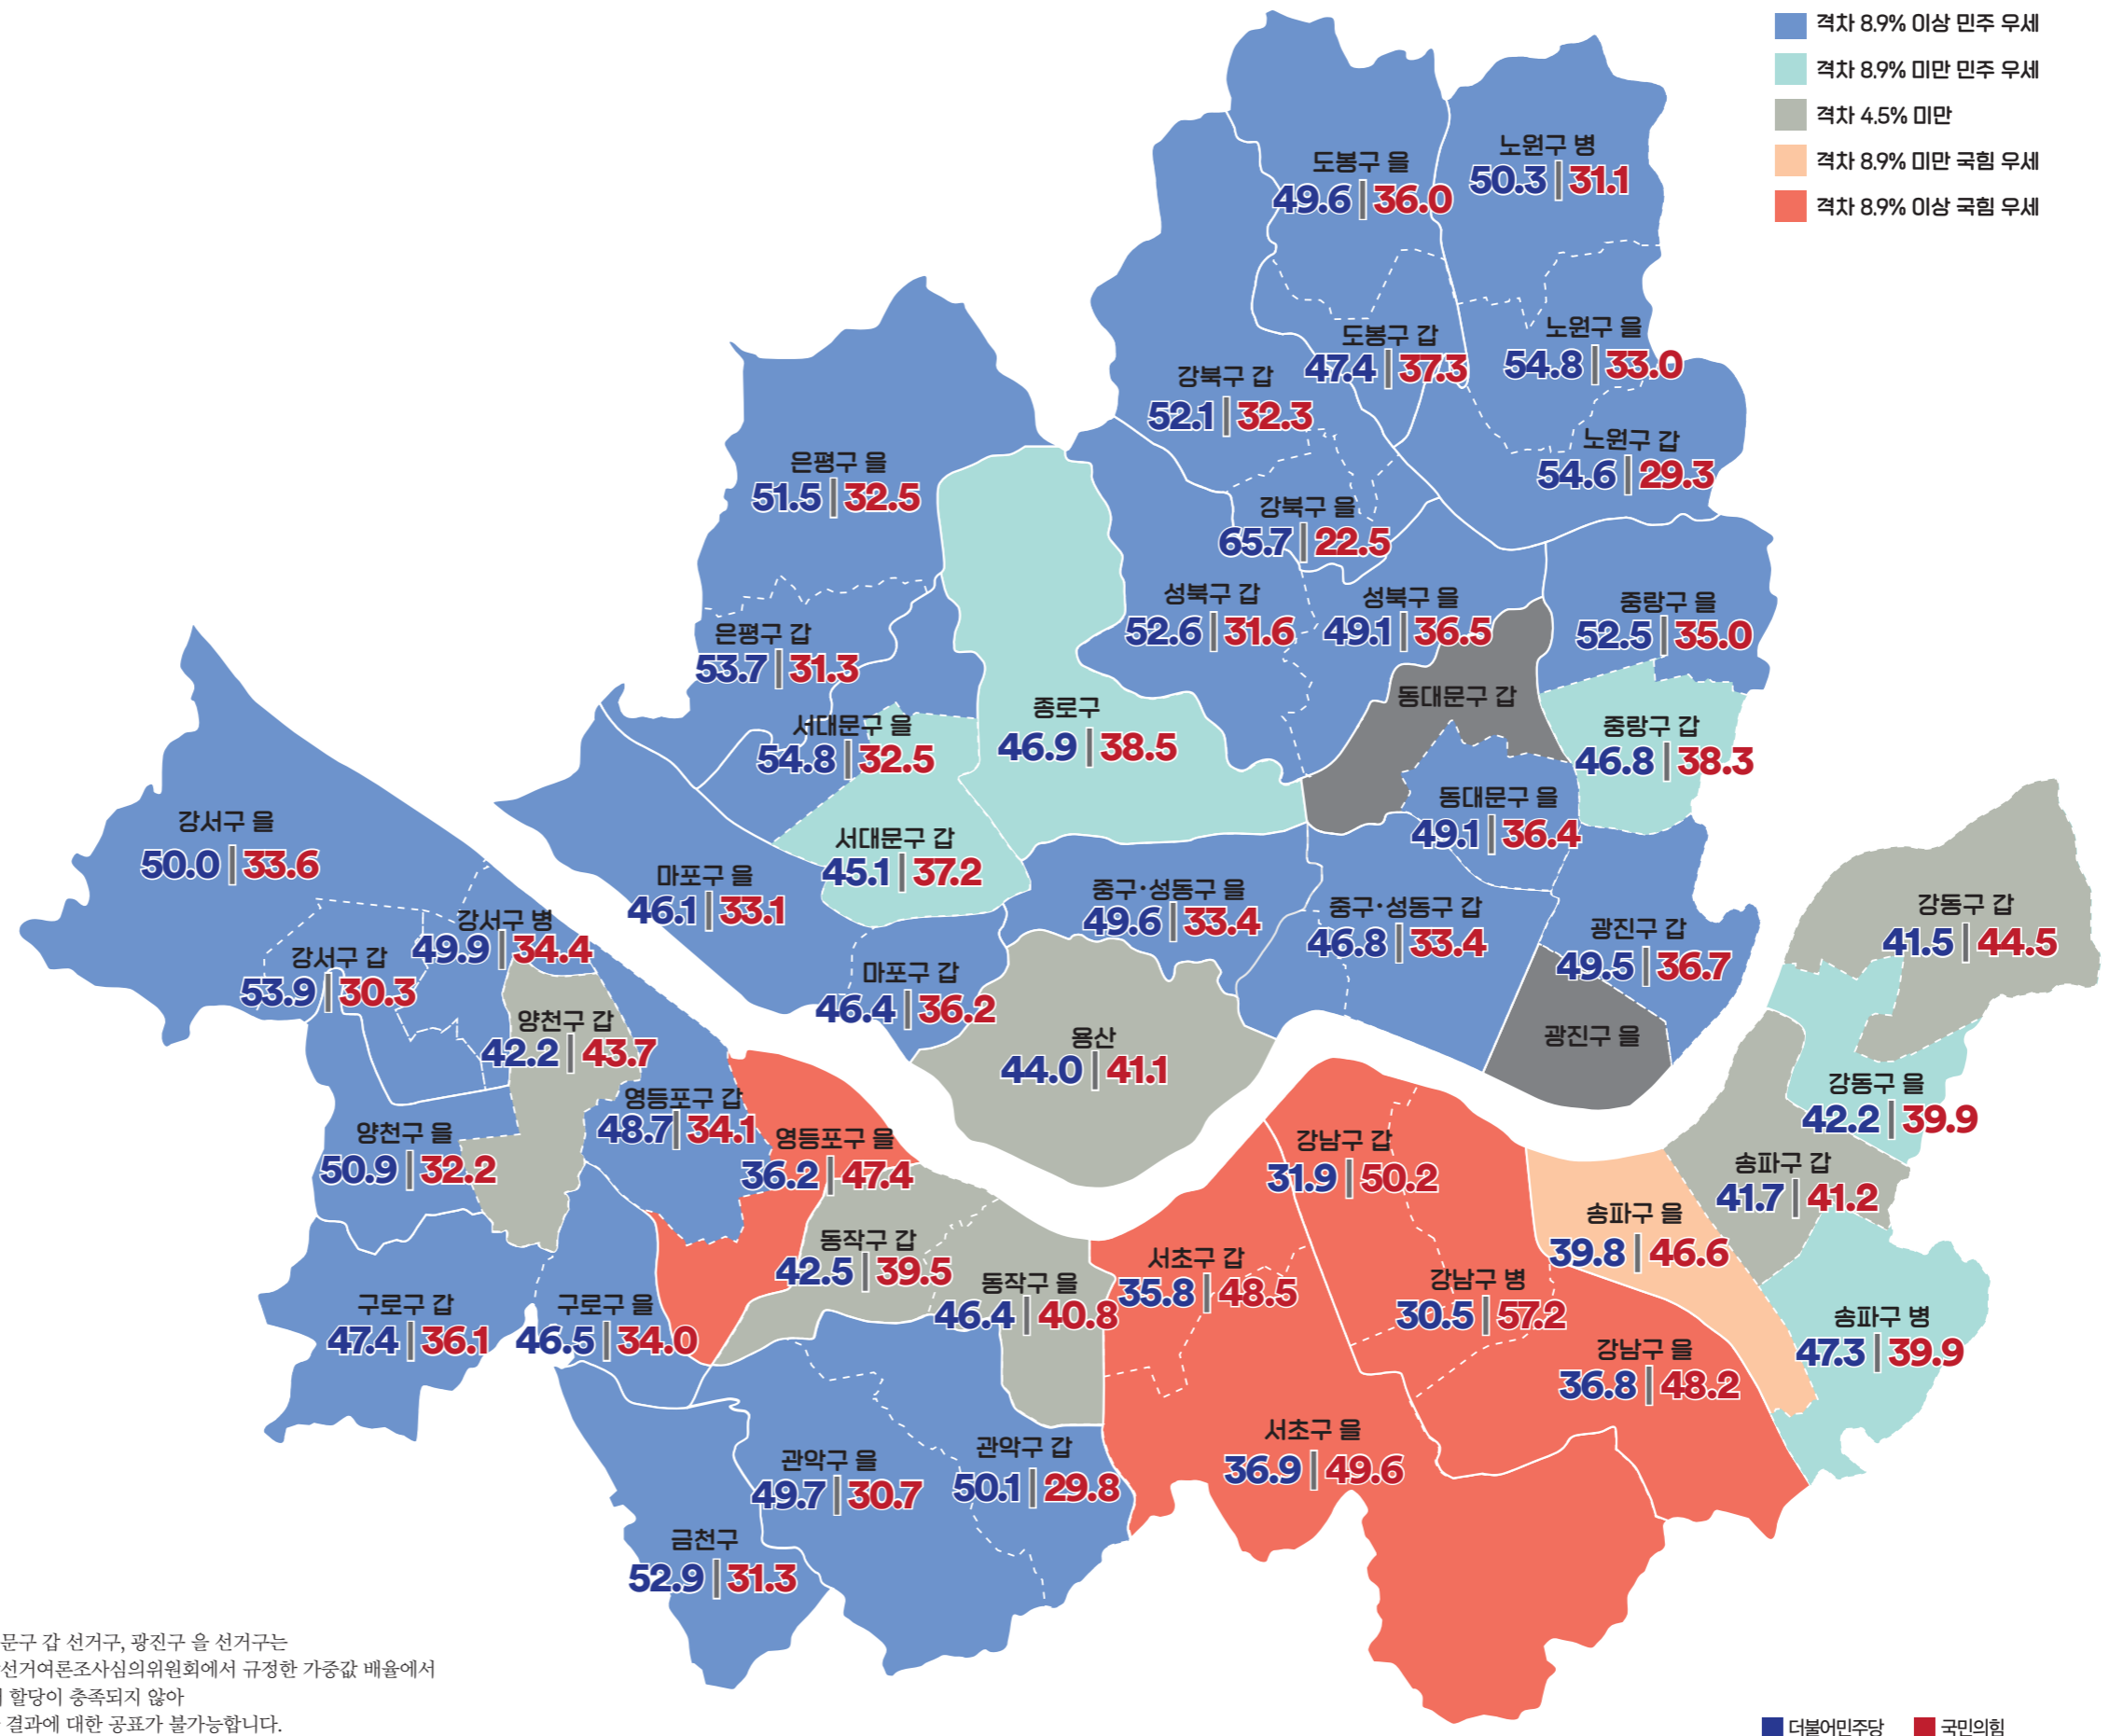 격차 8.9% 이상 민주 우세
격차 8.9% 미만 민주 우세
격차 4.5% 미만
격차 8.9% 미만 국힘 우세
격차 8.9% 이상 국힘 우세
노원구 병
50.3 | 31.1
도봉구 을
49.6 | 36.0
노원구 을
54.8 | 33.0
도봉구 갑
47.4 | 37.3
강북구 갑
52.1 | 32.3
노원구 갑
54.6 | 29.3
은평구 을
51.5 | 32.5
강북구 을
65.7 | 22.5
성북구 갑
52.6 | 31.6
성북구 을
49.1 | 36.5
중랑구 을
52.5 | 35.0
은평구 갑
53.7 | 31.3
동대문구 갑
종로구
46.9 | 38.5
서대문구 을
54.8 | 32.5
중랑구 갑
46.8 | 38.3
동대문구 을
49.1 | 36.4
강서구 을
50.0 | 33.6
서대문구 갑
45.1 | 37.2
마포구 을
46.1 | 33.1
중구·성동구 을
49.6 | 33.4
중구·성동구 갑
46.8 | 33.4
강동구 갑
41.5 | 44.5
강서구 병
49.9 | 34.4
광진구 갑
49.5 | 36.7
강서구 갑
53.9 | 30.3
마포구 갑
46.4 | 36.2
양천구 갑
42.2 | 43.7
용산
44.0 | 41.1
광진구 을
강동구 을
42.2 | 39.9
영등포구 갑
48.7 | 34.1
양천구 을
50.9 | 32.2
영등포구 을
36.2 | 47.4
강남구 갑
31.9 | 50.2
송파구 갑
41.7 | 41.2
송파구 을
39.8 | 46.6
동작구 갑
42.5 | 39.5
서초구 갑
35.8 | 48.5
동작구 을
46.4 | 40.8
강남구 병
30.5 | 57.2
구로구 갑
47.4 | 36.1
구로구 을
46.5 | 34.0
송파구 병
47.3 | 39.9
강남구 을
36.8 | 48.2
서초구 을
36.9 | 49.6
관악구 갑
50.1 | 29.8
관악구 을
49.7 | 30.7
금천구
52.9 | 31.3
문구 갑 선거구, 광진구 을 선거구는
선거여론조사심의위원회에서 규정한 가중값 배율에서
할당이 충족되지 않아
결과에 대한 공표가 불가능합니다.
더불어민주당 국민의힘